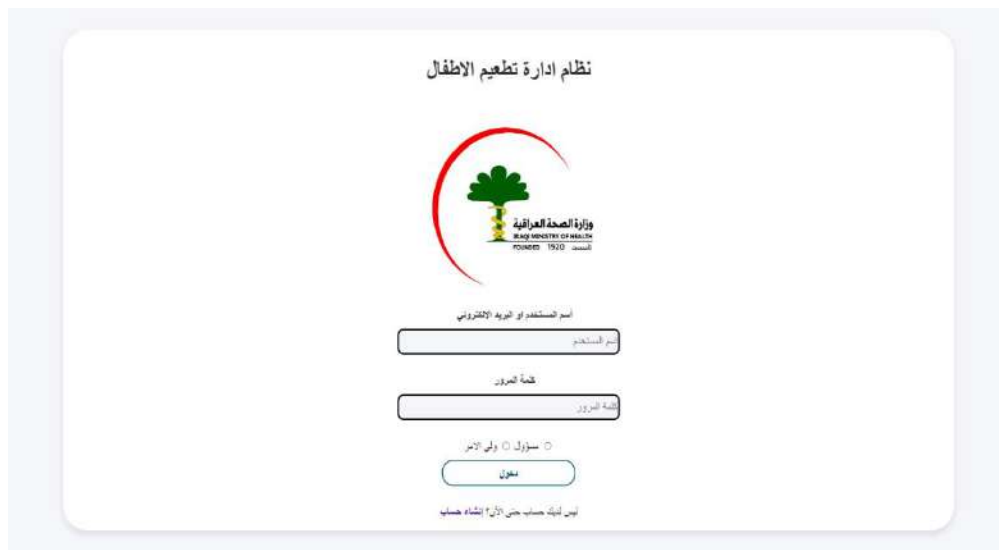 نظام ادارة تطعيم الاطفال
وزارة الصحة العراقية
IRAQI MINISTRY OF HEALTH
FOUNDED 1920 تأسست
أسم المستخدم او البريد الالكتروني
اسم المستخدم
كلمة المرور
كلمة المرور
مسؤول ولي الامر
دخول
ليس لديك حساب حتى الآن؟ إنشاء حساب